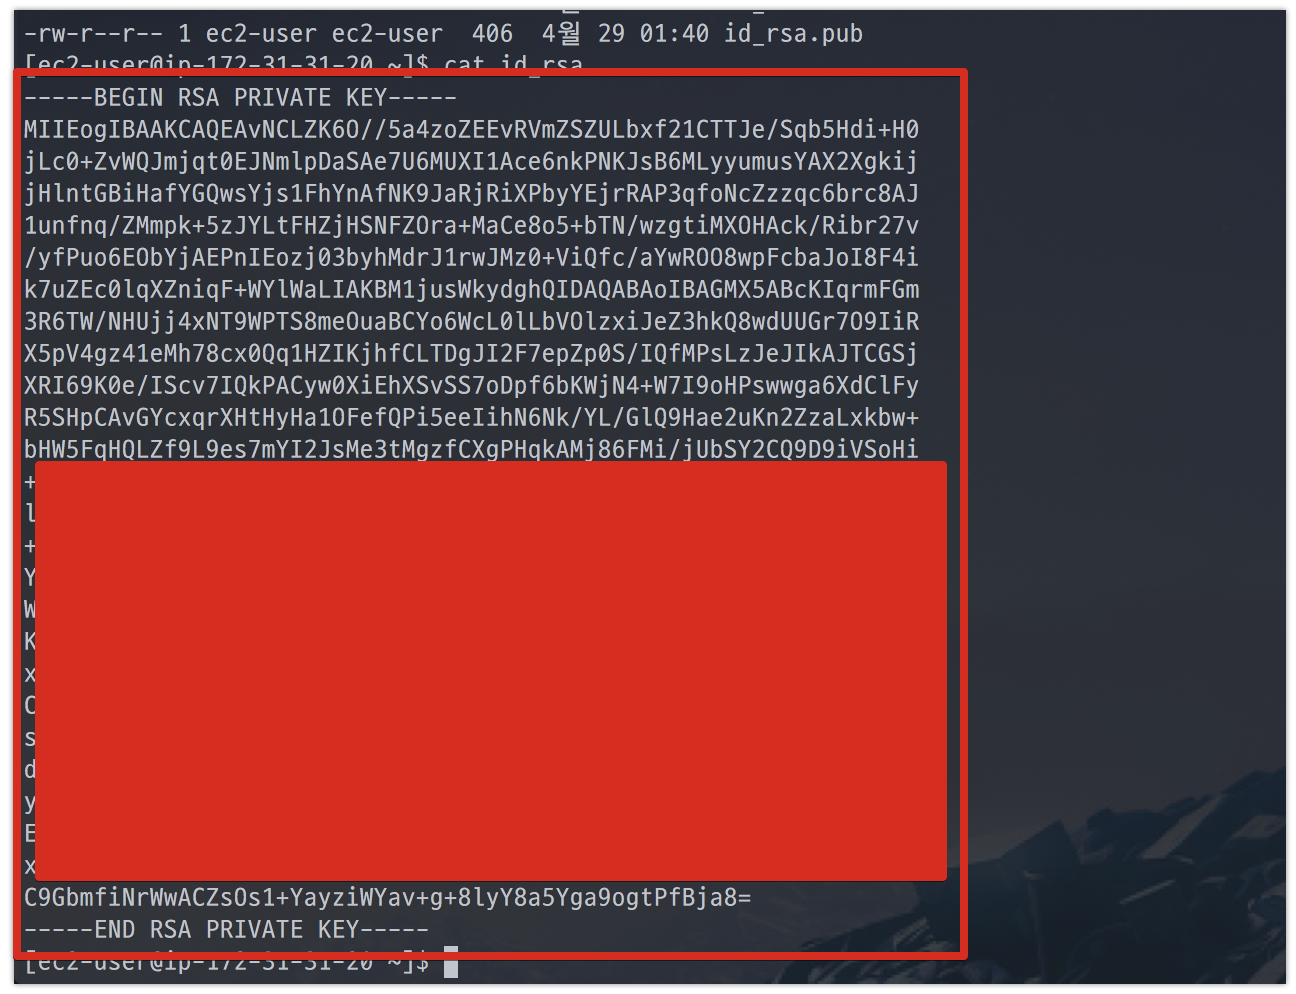 -rw-r--r-- 1 ec2-user ec2-user 406 4월 29 01:40 id_rsa.pub
[ec2-user@ip-172-31-31-20 ~]$ cat id_rsa
-----BEGIN RSA PRIVATE KEY-----
MIIEogIBAAKCAQEAvNCLZK6O//5a4zoZEEvRVmZSZULbxf21CTTJe/Sqb5Hdi+H0
jLc0+ZvWQJmjqt0EJNmlpDaSAe7U6MUXI1Ace6nkPNKJsB6MLyyumusYAX2Xgkij
jHlntGBiHafYGQwsYjs1FhYnAfNK9JaRjRiXPbyYEjrRAP3qfoNcZzzqc6brc8AJ
1unfnq/ZMmpk+5zJYLtFHZjHSNFZOra+MaCe8o5+bTN/wzgtiMXOHAck/Ribr27v
/yfPuo6EObYjAEPnIEozj03byhMdrJ1rwJMz0+ViQfc/aYwROO8wpFcbaJoI8F4i
k7uZEc0lqXZniqF+WYlWaLIAKBM1jusWkydghQIDAQABAoIBAGMX5ABcKIqrmFGm
3R6TW/NHUjj4xNT9WPTS8meOuaBCYo6WcL0lLbVOlzxiJeZ3hkQ8wdUUGr7O9IiR
X5pV4gz41eMh78cx0Qq1HZIKjhfCLTDgJI2F7epZp0S/IQfMPsLzJeJIkAJTCGSj
XRI69K0e/IScv7IQkPACyw0XiEhXSvSS7oDpf6bKWjN4+W7I9oHPswwga6XdClFy
R5SHpCAvGYcxqrXHtHyHa1OFefQPi5eeIihN6Nk/YL/GlQ9Hae2uKn2ZzaLxkbw+
bHW5FqHQLZf9L9es7mYI2JsMe3tMgzfCXgPHqkAMj86FMi/jUbSY2CQ9D9iVSoHi
+
l
+
Y
W
K
x
C
s
d
y
E
x
C9GbmfiNrWwACZsOs1+YayziWYav+g+8lyY8a5Yga9ogtPfBja8=
-----END RSA PRIVATE KEY-----
[ec2-user@ip-172-31-31-20 ~]$